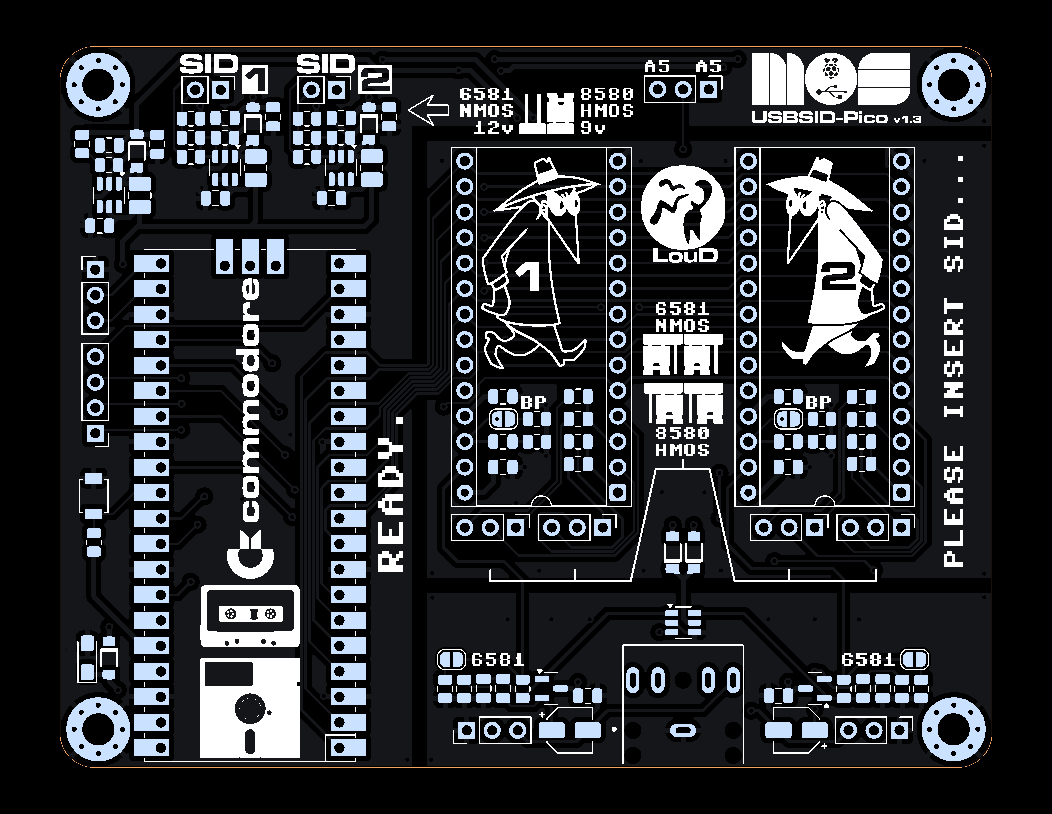 SID 1
SID 2
6581
NMOS
12v
8580
HMOS
9v
A5 A5
mos
USBSID-Pico v1.3
1
2
LouD
6581
NMOS
BP
BP
8580
HMOS
commodore
READY.
PLEASE INSERT SID...
6581
6581